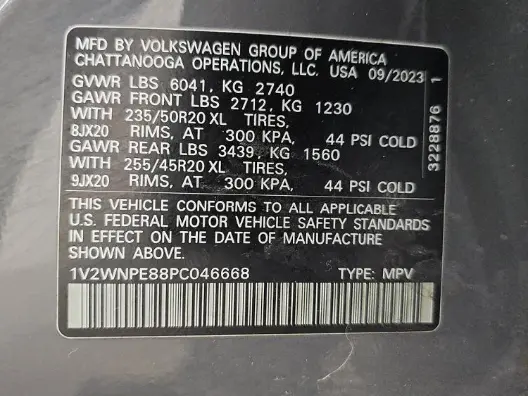 MFD BY VOLKSWAGEN GROUP OF AMERICA
CHATTANOOGA OPERATIONS, LLC. USA 09/2023
GVWR LBS 6041, KG 2740
GAWR FRONT LBS 2712, KG 1230
WITH 235/50R20 XL TIRES,
8JX20 RIMS, AT 300 KPA, 44 PSI COLD
GAWR REAR LBS 3439, KG 1560
WITH 255/45R20 XL TIRES,
9JX20 RIMS, AT 300 KPA, 44 PSI COLD
THIS VEHICLE CONFORMS TO ALL APPLICABLE
U.S. FEDERAL MOTOR VEHICLE SAFETY STANDARDS
IN EFFECT ON THE DATE OF MANUFACTURE
SHOWN ABOVE.
1V2WNPE88PC046668 TYPE: MPV
3228876 1